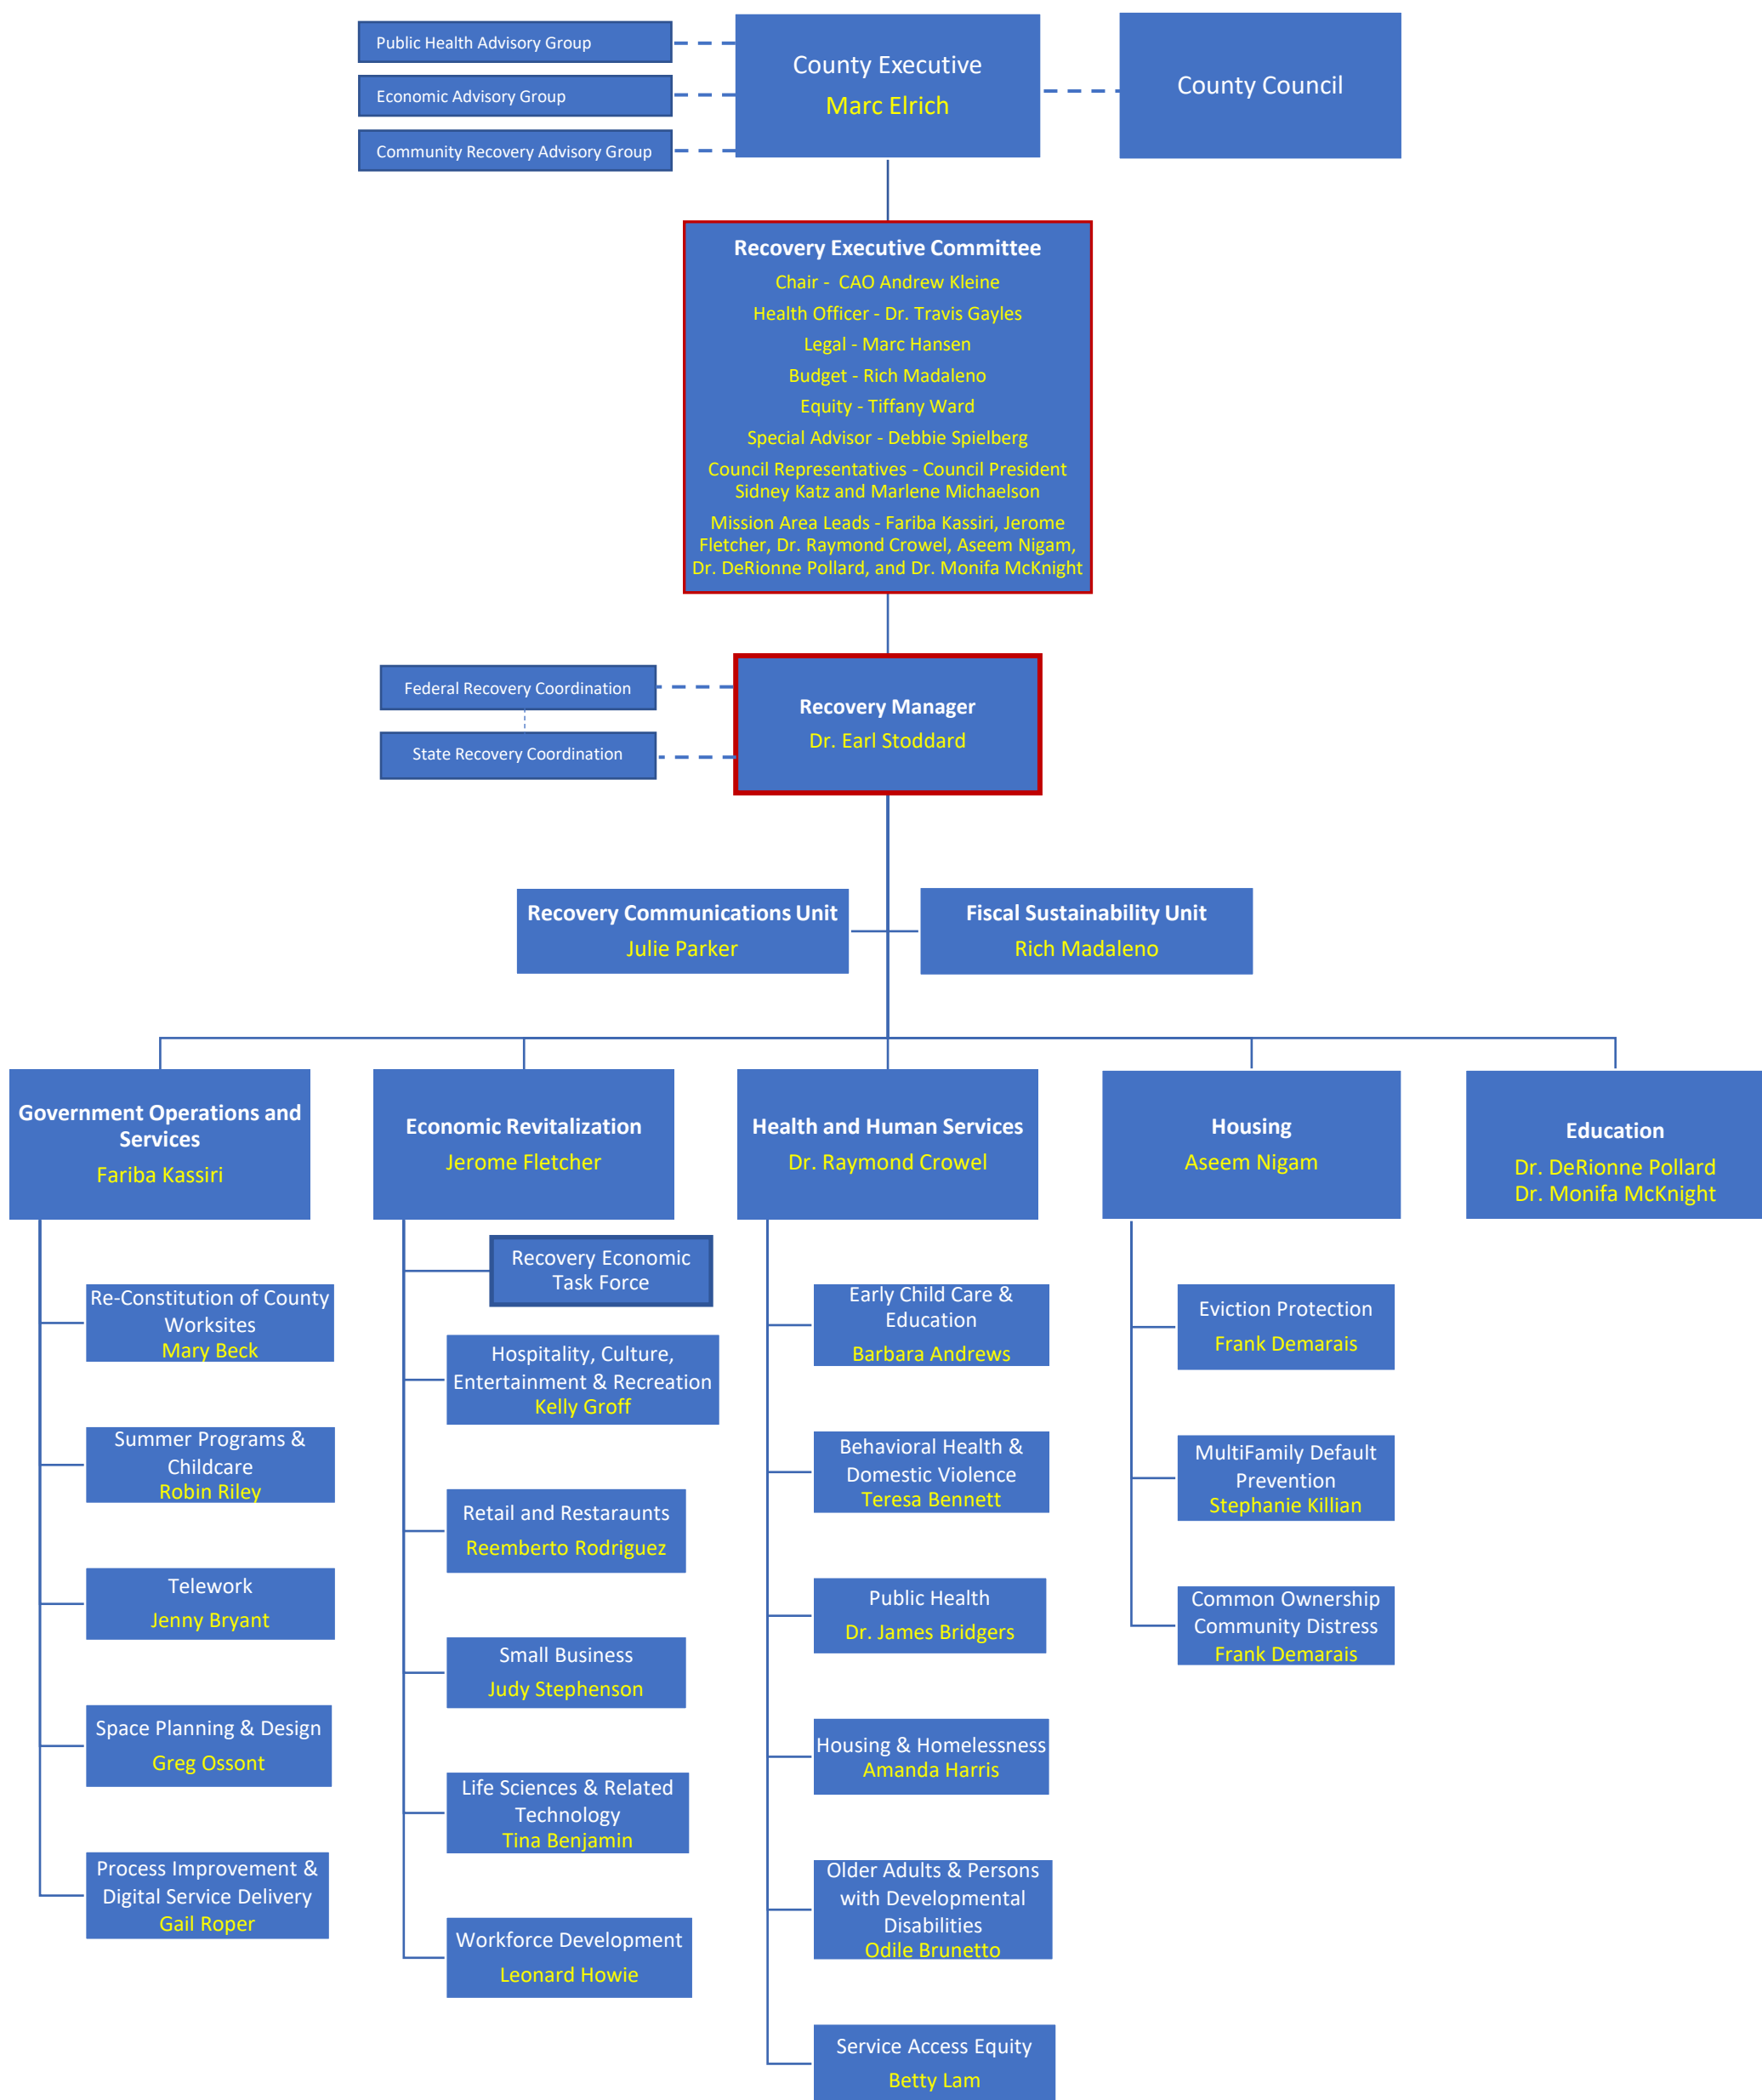 Public Health Advisory Group
Economic Advisory Group
Community Recovery Advisory Group
County Executive
Marc Elrich
County Council
Recovery Executive Committee
Chair - CAO Andrew Kleine
Health Officer - Dr. Travis Gayles
Legal - Marc Hansen
Budget - Rich Madaleno
Equity - Tiffany Ward
Special Advisor - Debbie Spielberg
Council Representatives - Council President
Sidney Katz and Marlene Michaelson
Mission Area Leads - Fariba Kassiri, Jerome
Fletcher, Dr. Raymond Crowel, Aseem Nigam,
Dr. DeRionne Pollard, and Dr. Monifa McKnight
Federal Recovery Coordination
State Recovery Coordination
Recovery Manager
Dr. Earl Stoddard
Recovery Communications Unit
Julie Parker
Fiscal Sustainability Unit
Rich Madaleno
Government Operations and
Services
Fariba Kassiri
Re-Constitution of County
Worksites
Mary Beck
Summer Programs &
Childcare
Robin Riley
Telework
Jenny Bryant
Space Planning & Design
Greg Ossont
Process Improvement &
Digital Service Delivery
Gail Roper
Economic Revitalization
Jerome Fletcher
Recovery Economic
Task Force
Hospitality, Culture,
Entertainment & Recreation
Kelly Groff
Retail and Restaraunts
Reemberto Rodriguez
Small Business
Judy Stephenson
Life Sciences & Related
Technology
Tina Benjamin
Workforce Development
Leonard Howie
Health and Human Services
Dr. Raymond Crowel
Early Child Care &
Education
Barbara Andrews
Behavioral Health &
Domestic Violence
Teresa Bennett
Public Health
Dr. James Bridgers
Housing & Homelessness
Amanda Harris
Older Adults & Persons
with Developmental
Disabilities
Odile Brunetto
Service Access Equity
Betty Lam
Housing
Aseem Nigam
Eviction Protection
Frank Demarais
MultiFamily Default
Prevention
Stephanie Killian
Common Ownership
Community Distress
Frank Demarais
Education
Dr. DeRionne Pollard
Dr. Monifa McKnight